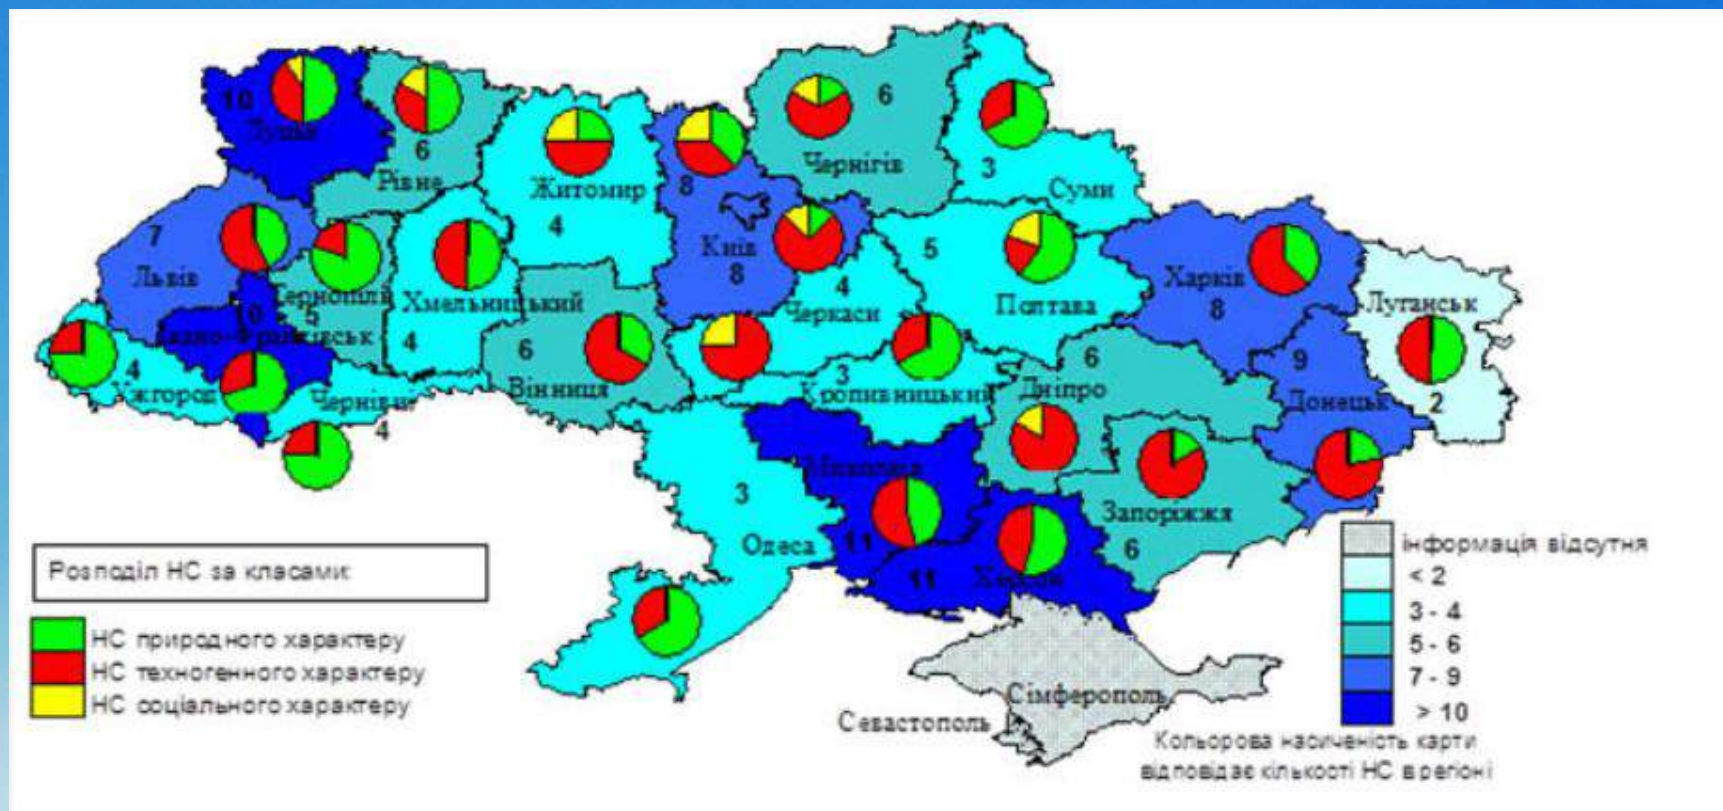 10
Луцьк
6
Рівне
4
Житомир
8
Київ
8
6
Чернігів
3
Суми
7
Львів
Тернопіль
5
Хмельницький
4
4
Черкаси
5
Полтава
Харків
8
Луганськ
2
Івано-Франківськ
4
Ужгород
Чернівці
4
6
Вінниця
3
Кропивницький
6
Дніпро
9
Донецьк
3
Одеса
11
11
Херсон
Запоріжжя
6
Сімферополь
Севастополь
Розподіл НС за класами:
НС природного характеру
НС техногенного характеру
НС соціального характеру
інформація відсутня
< 2
3 - 4
5 - 6
7 - 9
> 10
Кольорова насиченість карти
відповідає кількості НС в регіоні